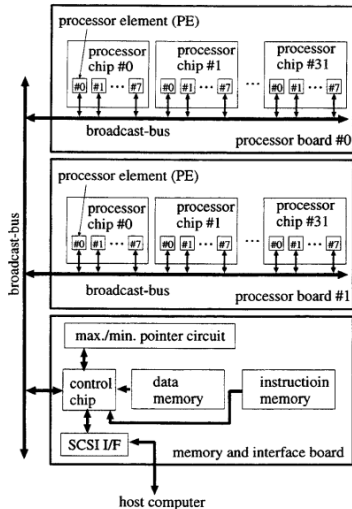 processor element (PE)
processor
chip #0
processor
chip #1
processor
chip #31
#0 #1 ··· #7 #0 #1 ··· #7 ··· #0 #1 ··· #7
broadcast-bus
processor board #0
processor element (PE)
processor
chip #0
processor
chip #1
processor
chip #31
#0 #1 ··· #7 #0 #1 ··· #7 ··· #0 #1 ··· #7
broadcast-bus
processor board #1
broadcast-bus
max./min. pointer circuit
control
chip
data
memory
instructioin
memory
SCSI I/F
memory and interface board
host computer